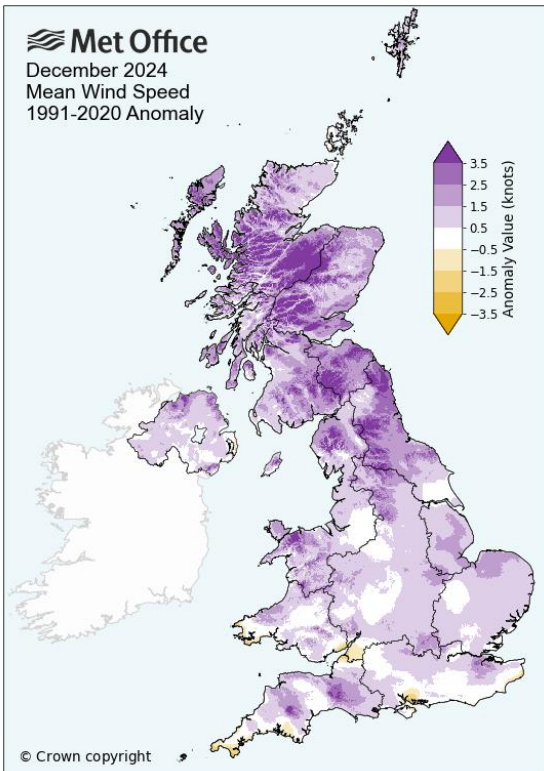 Met Office
December 2024
Mean Wind Speed
1991-2020 Anomaly
3.5
2.5
1.5
0.5
−0.5
−1.5
−2.5
−3.5
Anomaly Value (knots)
© Crown copyright